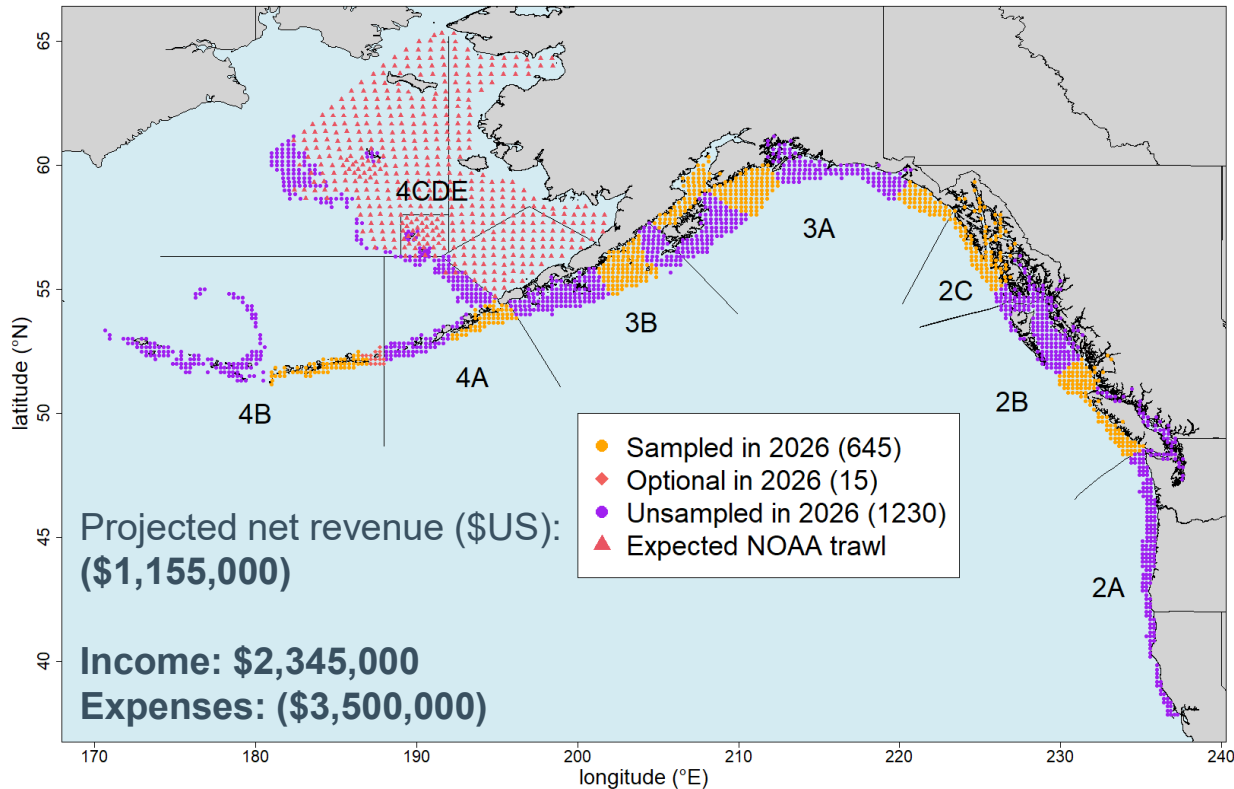 65
60
55
50
45
40
latitude (°N)
170
180
190
200
210
220
230
240
longitude (°E)
4CDE
3A
2C
3B
4A
4B
2B
2A
Sampled in 2026 (645)
Optional in 2026 (15)
Unsampled in 2026 (1230)
Expected NOAA trawl
Projected net revenue ($US):
($1,155,000)
Income: $2,345,000
Expenses: ($3,500,000)